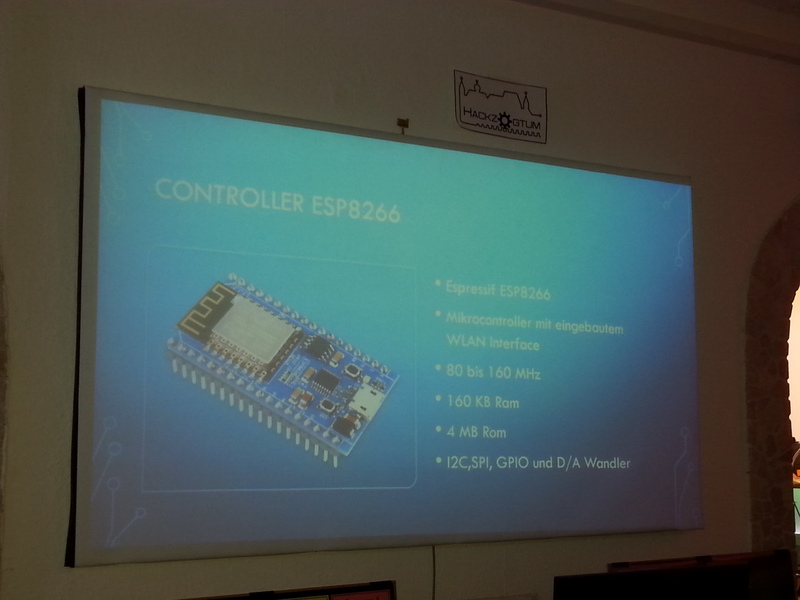 HACKZOGTUM
CONTROLLER ESP8266
• Espressif ESP8266
• Mikrocontroller mit eingebautem
WLAN Interface
• 80 bis 160 MHz
• 160 KB Ram
• 4 MB Rom
• I2C,SPI, GPIO und D/A Wandler